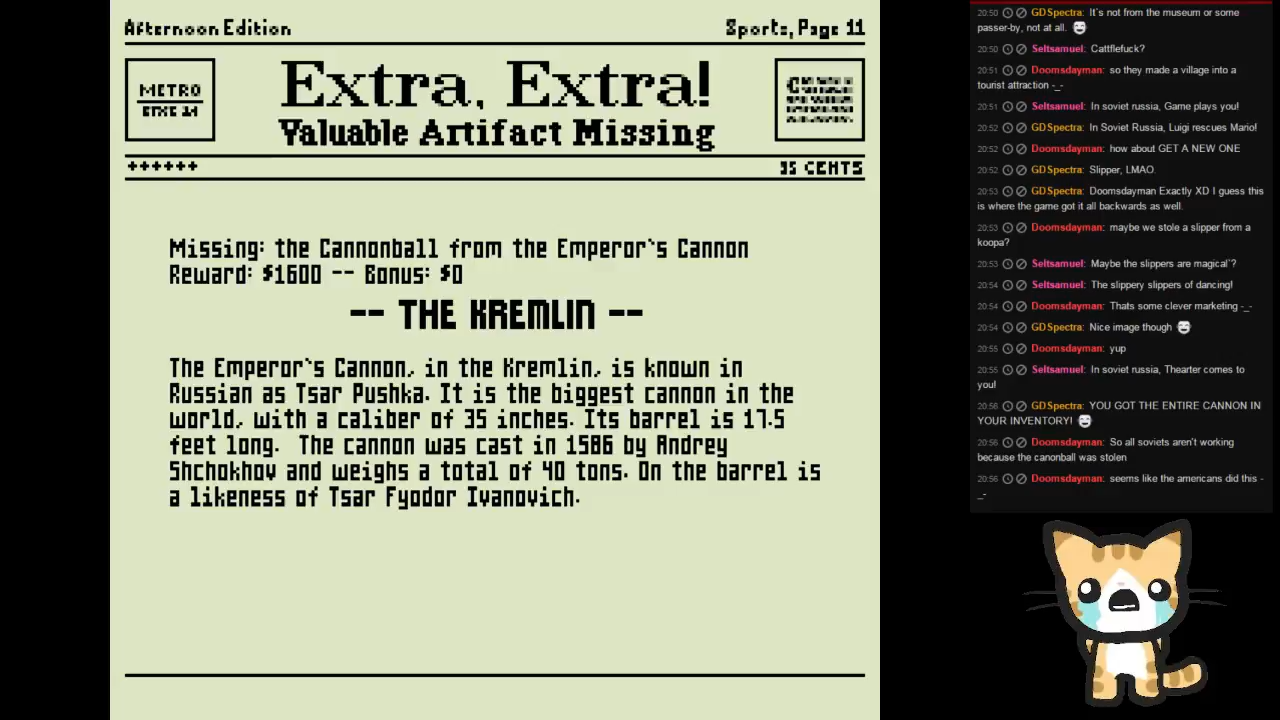 Afternoon Edition
Sports, Page 11
METRO
Extra, Extra!
Valuable Artifact Missing
++++++
35 CENTS
Missing: the Cannonball from the Emperor`s Cannon
Reward: $1600 -- Bonus: $0
-- THE KREMLIN --
The Emperor`s Cannon, in the Kremlin, is known in
Russian as Tsar Pushka. It is the biggest cannon in the
world, with a caliber of 35 inches. Its barrel is 17.5
feet long. The cannon was cast in 1586 by Andrey
Shchokhov and weighs a total of 40 tons. On the barrel is
a likeness of Tsar Fyodor Ivanovich.
20:50 GDSpectra: It`s not from the museum or some
passer-by, not at all.
20:50 Seltsamuel: Cattflefuck?
20:51 Doomsdayman: so they made a village into a
tourist attraction -_-
20:51 Seltsamuel: In soviet russia, Game plays you!
20:52 GDSpectra: In Soviet Russia, Luigi rescues Mario!
20:52 Doomsdayman: how about GET A NEW ONE
20:52 GDSpectra: Slipper, LMAO.
20:53 GDSpectra: Doomsdayman Exactly XD I guess this
is where the game got it all backwards as well.
20:53 Doomsdayman: maybe we stole a slipper from a
koopa?
20:53 Seltsamuel: Maybe the slippers are magical`?
20:54 Seltsamuel: The slippery slippers of dancing!
20:54 Doomsdayman: Thats some clever marketing -_-
20:54 GDSpectra: Nice image though
20:55 Doomsdayman: yup
20:55 Seltsamuel: In soviet russia, Thearter comes to
you!
20:56 GDSpectra: YOU GOT THE ENTIRE CANNON IN
YOUR INVENTORY!
20:56 Doomsdayman: So all soviets aren't working
because the canonball was stolen
20:56 Doomsdayman: seems like the americans did this -
_-